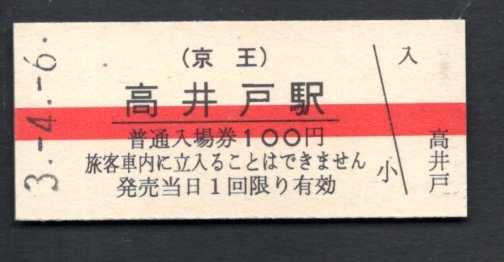 3.-4.-6.
(京王)
高井戸駅
普通入場券100円
旅客車内に立入ることはできません
発売当日1回限り有効
入
小
高井戸